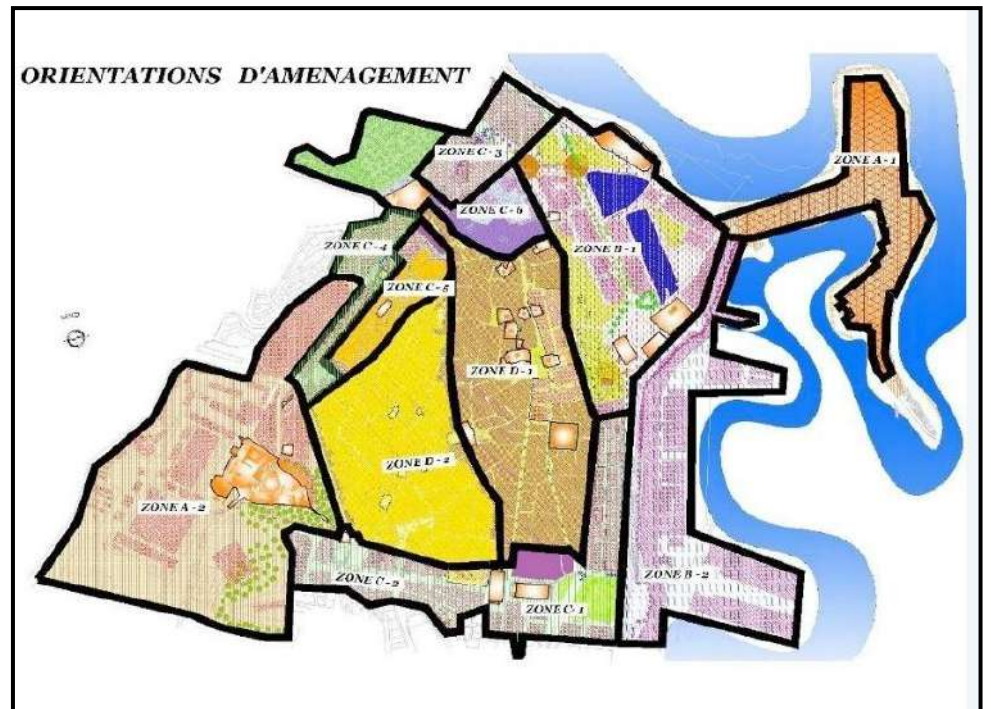 ORIENTATIONS D'AMENAGEMENT
ZONE C - 3
ZONE A - 1
ZONE C - 6
ZONE C - 4
ZONE B - 1
ZONE C - 5
ZONE D - 1
ZONE D - 2
ZONE A - 2
ZONE C - 2
ZONE B - 2
ZONE C - 1